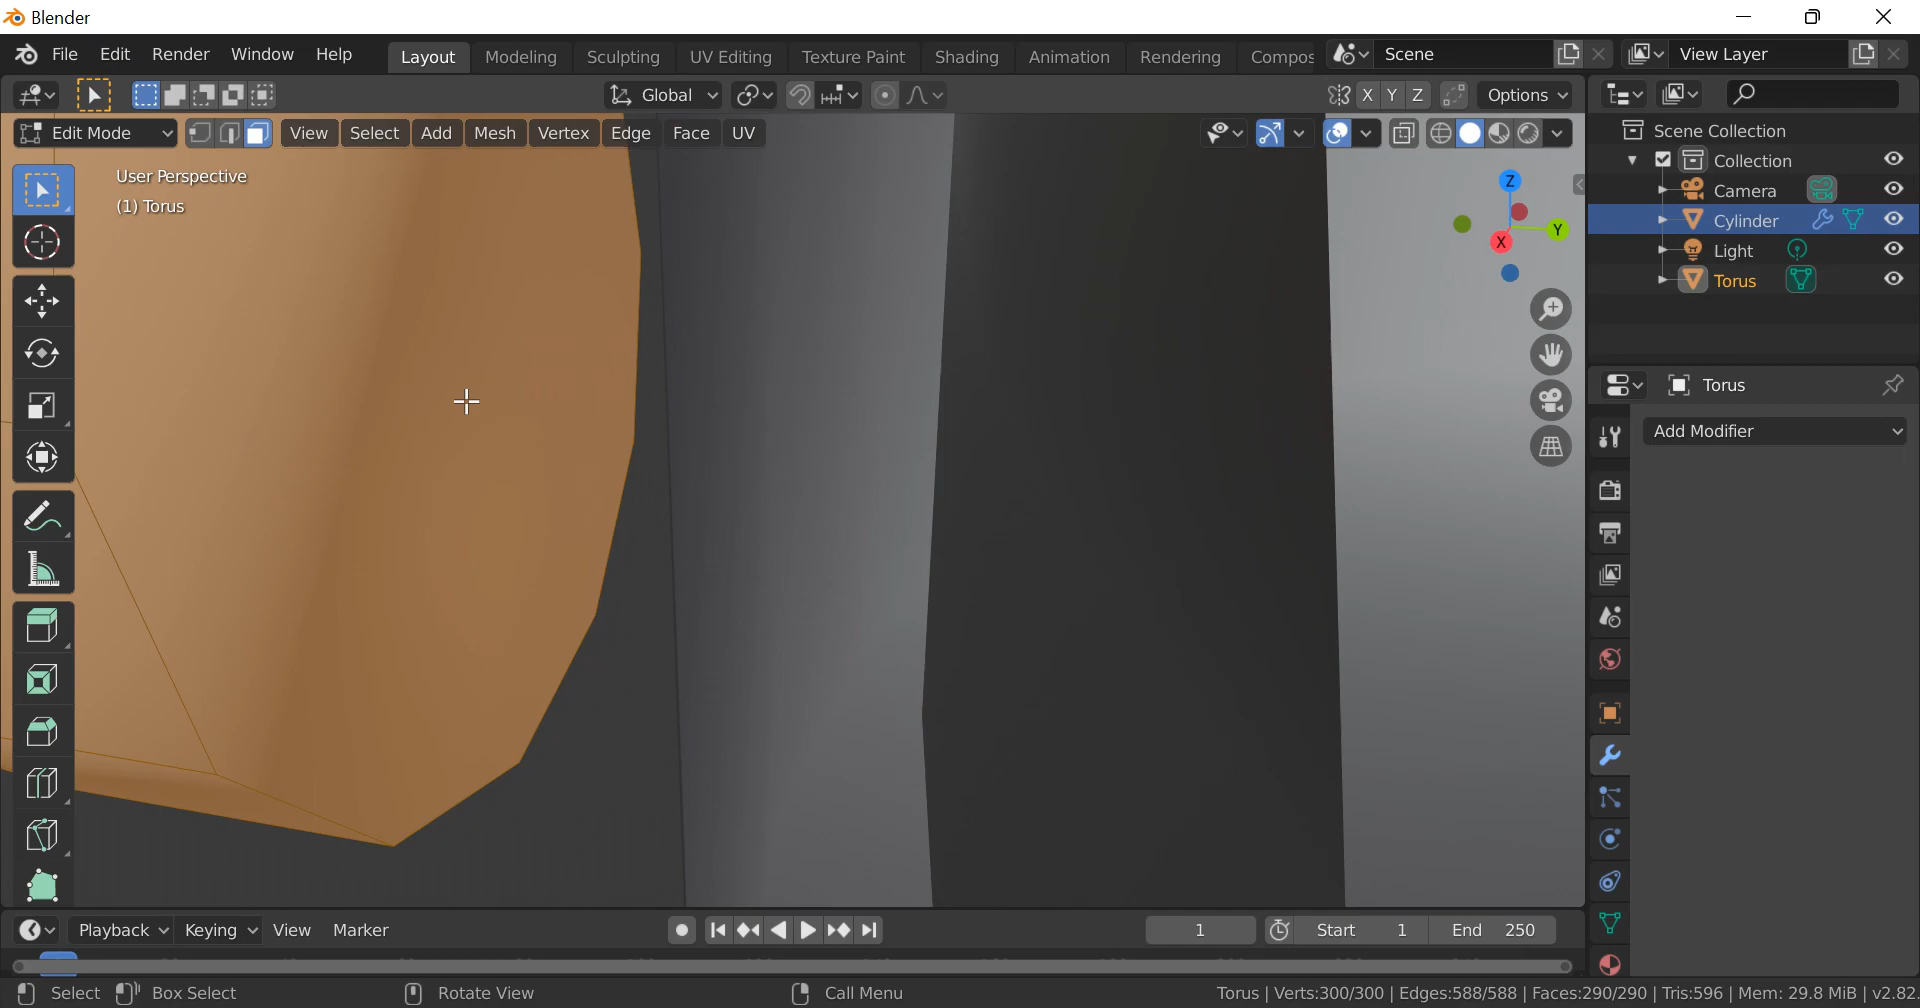 Blender
File Edit Render Window Help Layout Modeling Sculpting UV Editing Texture Paint Shading Animation Rendering Compos Scene View Layer
Global X Y Z Options
Edit Mode View Select Add Mesh Vertex Edge Face UV
User Perspective
(1) Torus
Z
Y
X
Scene Collection
Collection
Camera
Cylinder
Light
Torus
Torus
Add Modifier
Playback Keying View Marker 1 Start 1 End 250
Select Box Select Rotate View Call Menu Torus | Verts:300/300 | Edges:588/588 | Faces:290/290 | Tris:596 | Mem: 29.8 MiB | v2.82